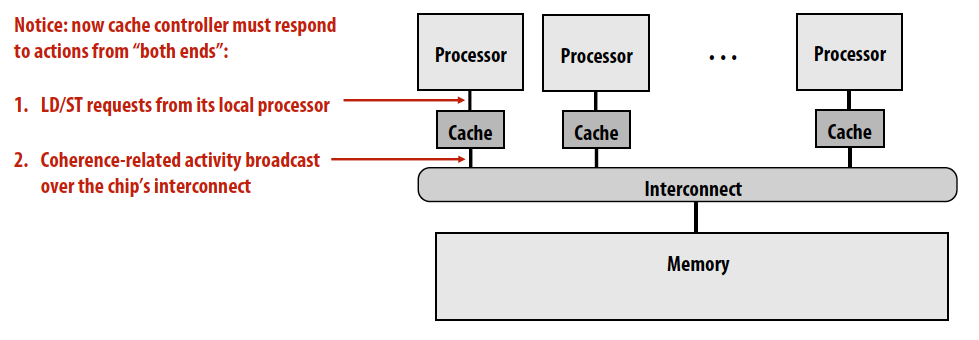 Notice: now cache controller must respond
to actions from “both ends”:
1. LD/ST requests from its local processor
2. Coherence-related activity broadcast
over the chip’s interconnect
Processor
Processor
. . .
Processor
Cache
Cache
Cache
Interconnect
Memory